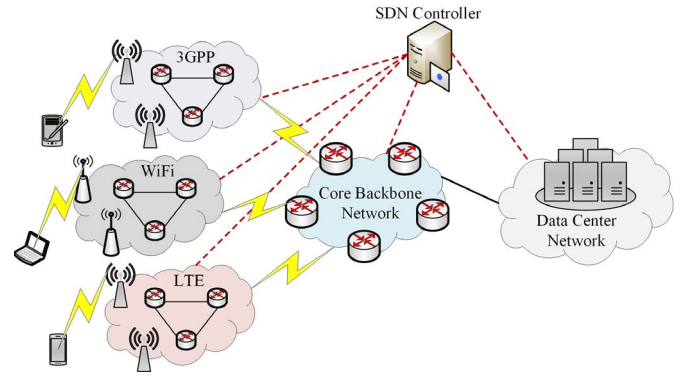 SDN Controller
3GPP
WiFi
Core Backbone
Network
Data Center
Network
LTE